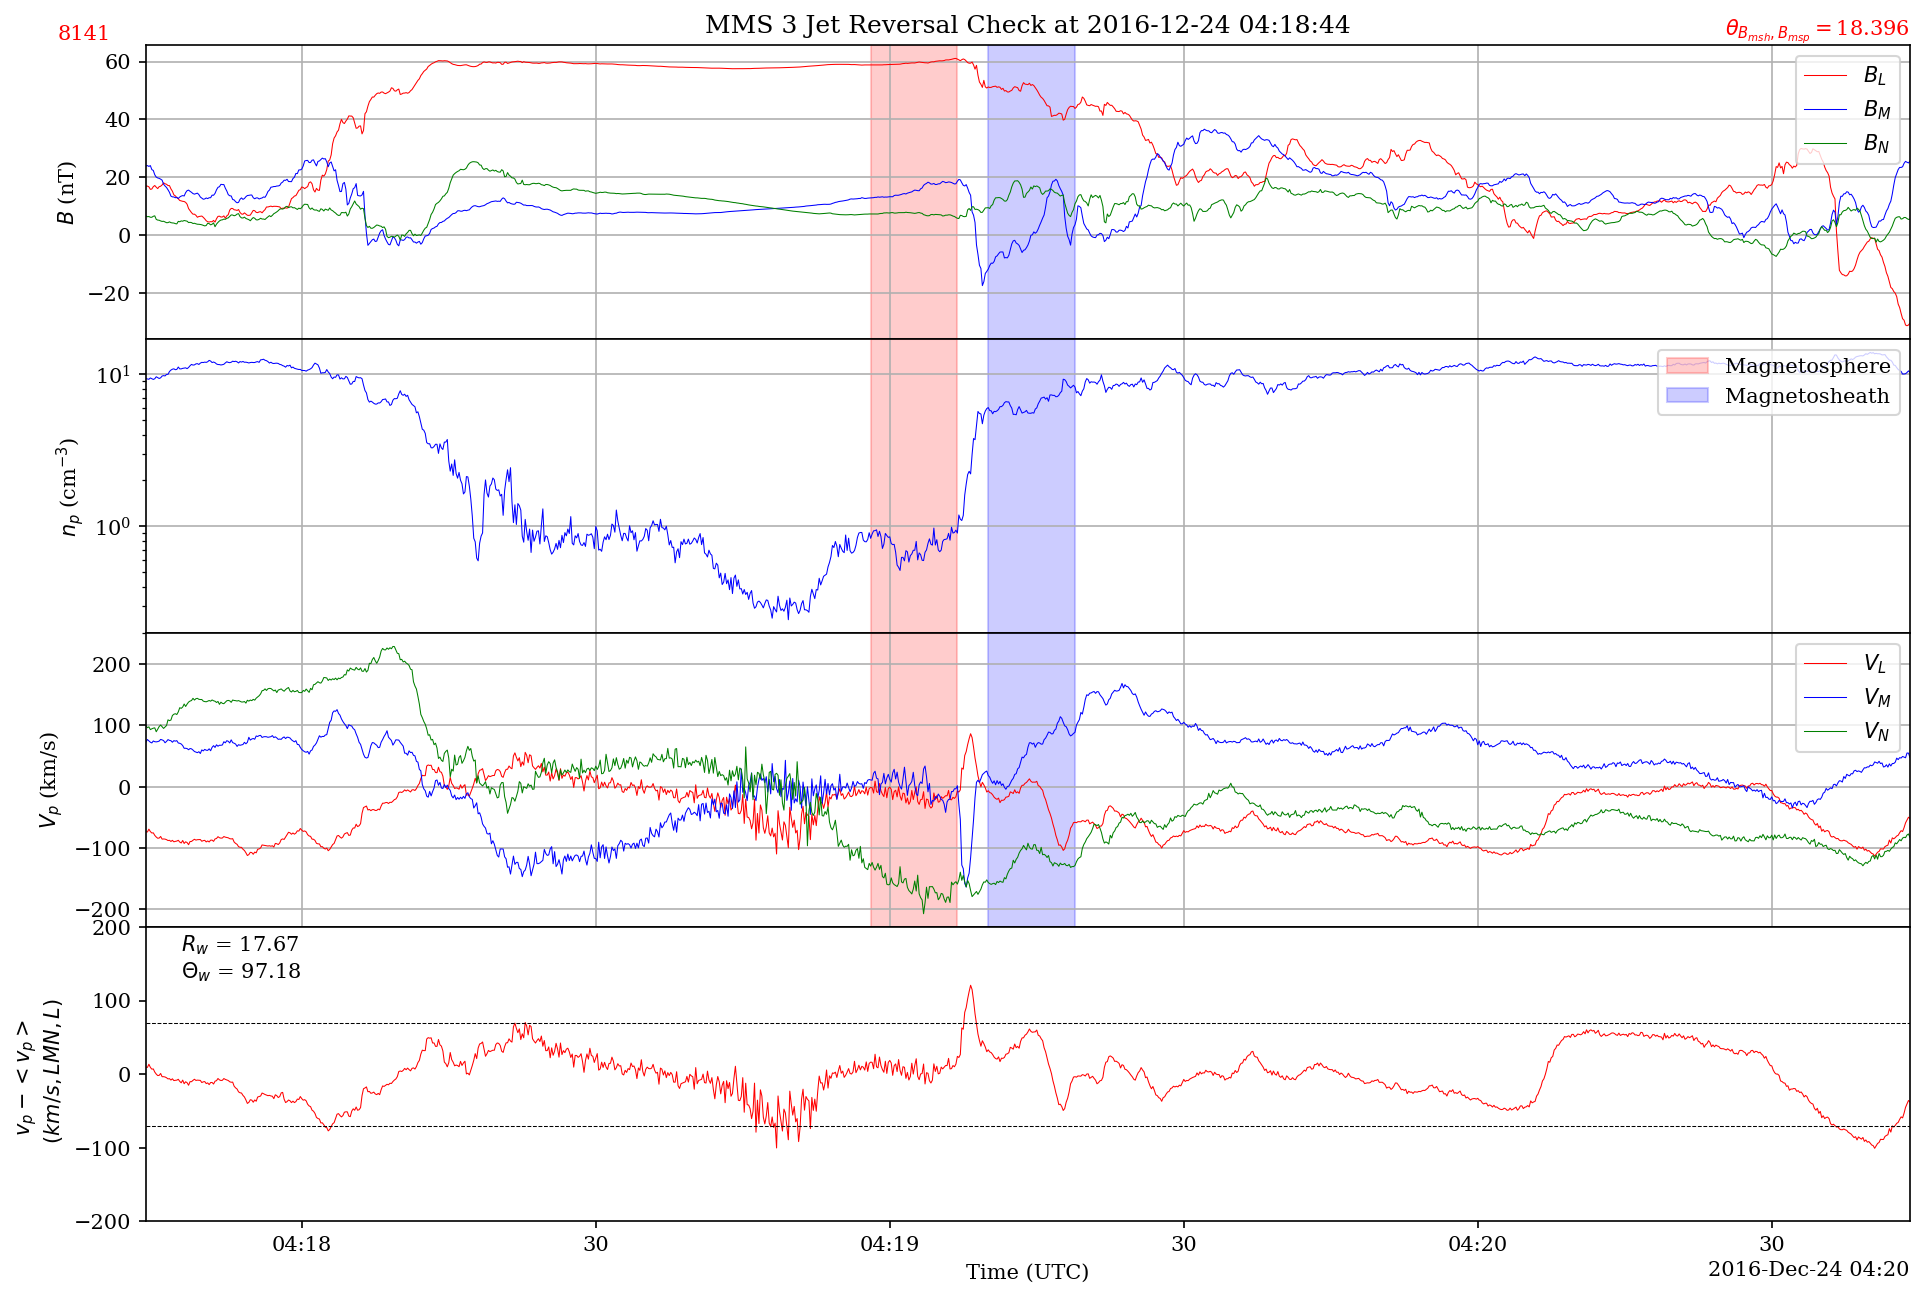 MMS 3 Jet Reversal Check at 2016-12-24 04:18:44
8141
θ_{B_{msh}, B_{msp}} = 18.396
60
40
20
0
−20
B (nT)
B_L
B_M
B_N
10^1
10^0
n_p (cm^{−3})
Magnetosphere
Magnetosheath
200
100
0
−100
−200
V_p (km/s)
V_L
V_M
V_N
200
100
0
−100
−200
v_p − < v_p >
(km/s, LMN, L)
R_w = 17.67
Θ_w = 97.18
04:18
30
04:19
30
04:20
30
Time (UTC)
2016-Dec-24 04:20